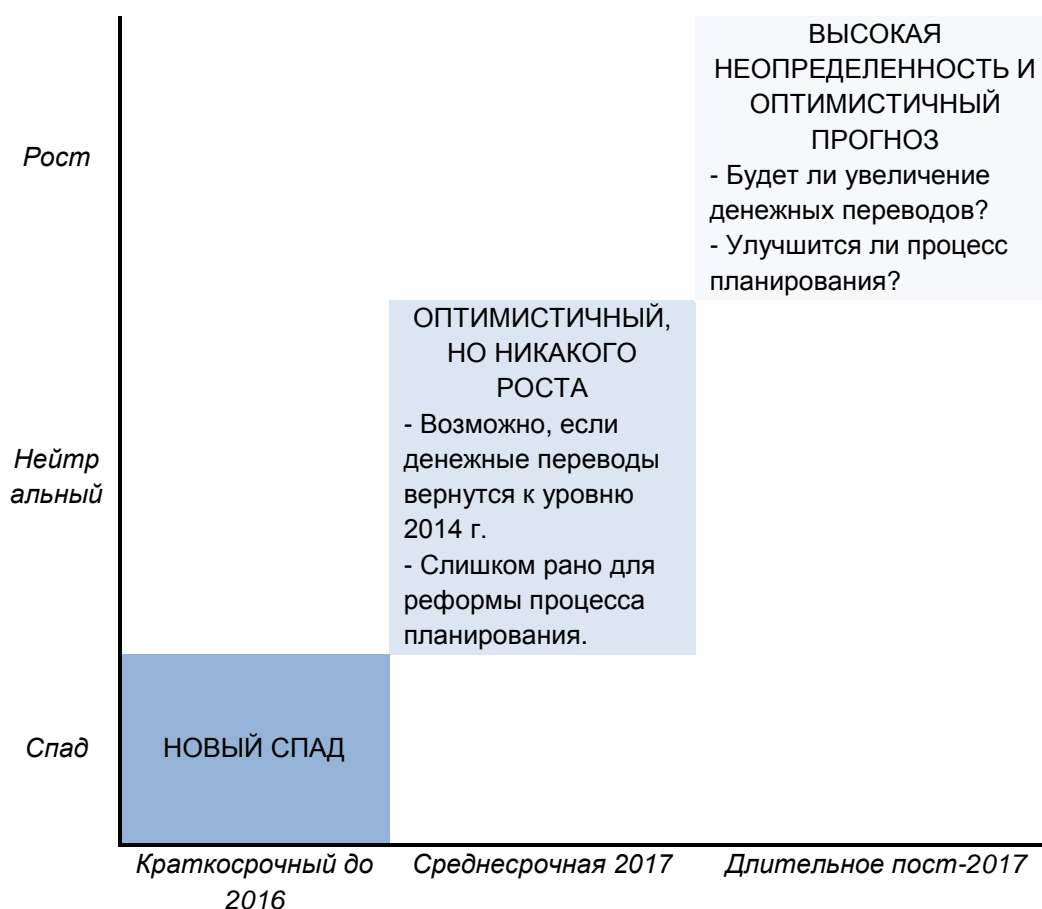 ВЫСОКАЯ
НЕОПРЕДЕЛЕННОСТЬ И
ОПТИМИСТИЧНЫЙ
ПРОГНОЗ
- Будет ли увеличение
денежных переводов?
- Улучшится ли процесс
планирования?
Рост
ОПТИМИСТИЧНЫЙ,
НО НИКАКОГО
РОСТА
- Возможно, если
денежные переводы
вернутся к уровню
2014 г.
- Слишком рано для
реформы процесса
планирования.
Нейтр
альный
Спад
НОВЫЙ СПАД
Краткосрочный до
2016
Среднесрочная 2017
Длительное пост-2017